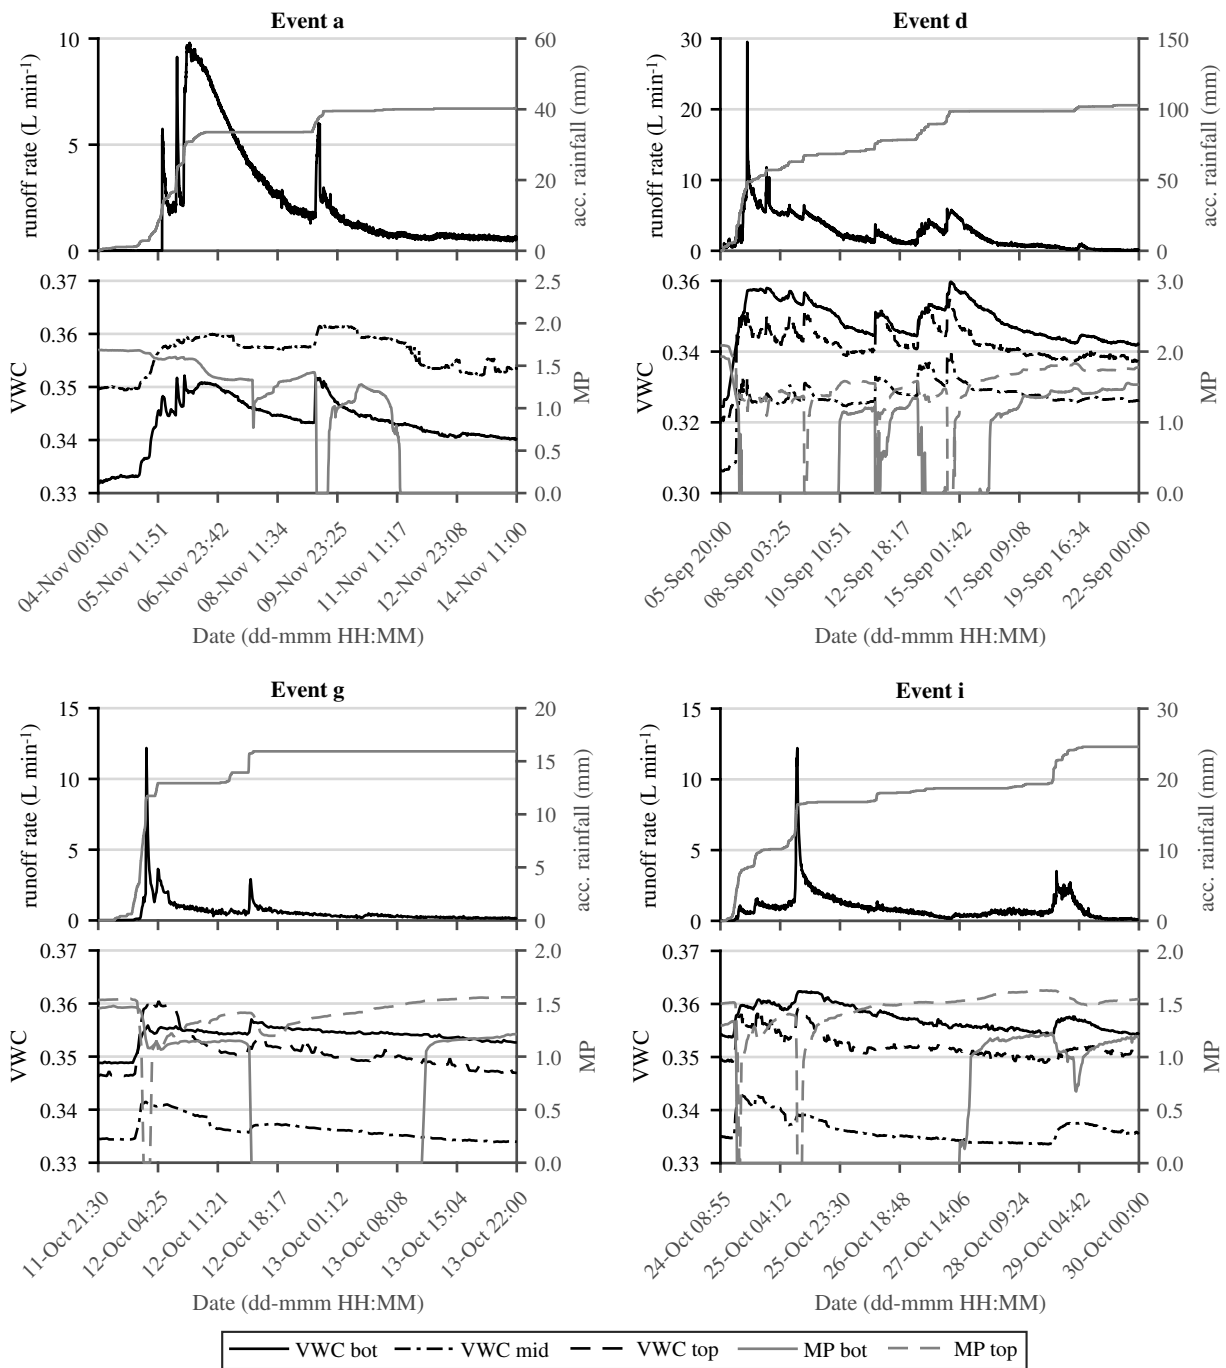 Event a
10
5
0
runoff rate (L min-1)
60
40
20
0
acc. rainfall (mm)
0.37
0.36
0.35
0.34
0.33
VWC
2.5
2.0
1.5
1.0
0.5
0.0
MP
04-Nov 00:00
05-Nov 11:51
06-Nov 23:42
08-Nov 11:34
09-Nov 23:25
11-Nov 11:17
12-Nov 23:08
14-Nov 11:00
Date (dd-mmm HH:MM)
Event d
30
20
10
0
runoff rate (L min-1)
150
100
50
0
acc. rainfall (mm)
0.36
0.34
0.32
0.30
VWC
3.0
2.0
1.0
0.0
MP
05-Sep 20:00
08-Sep 03:25
10-Sep 10:51
12-Sep 18:17
15-Sep 01:42
17-Sep 09:08
19-Sep 16:34
22-Sep 00:00
Date (dd-mmm HH:MM)
Event g
15
10
5
0
runoff rate (L min-1)
20
15
10
5
0
acc. rainfall (mm)
0.37
0.36
0.35
0.34
0.33
VWC
2.0
1.5
1.0
0.5
0.0
MP
11-Oct 21:30
12-Oct 04:25
12-Oct 11:21
12-Oct 18:17
13-Oct 01:12
13-Oct 08:08
13-Oct 15:04
13-Oct 22:00
Date (dd-mmm HH:MM)
Event i
15
10
5
0
runoff rate (L min-1)
30
20
10
0
acc. rainfall (mm)
0.37
0.36
0.35
0.34
0.33
VWC
2.0
1.5
1.0
0.5
0.0
MP
24-Oct 08:55
25-Oct 04:12
25-Oct 23:30
26-Oct 18:48
27-Oct 14:06
28-Oct 09:24
29-Oct 04:42
30-Oct 00:00
Date (dd-mmm HH:MM)
VWC bot VWC mid VWC top MP bot MP top